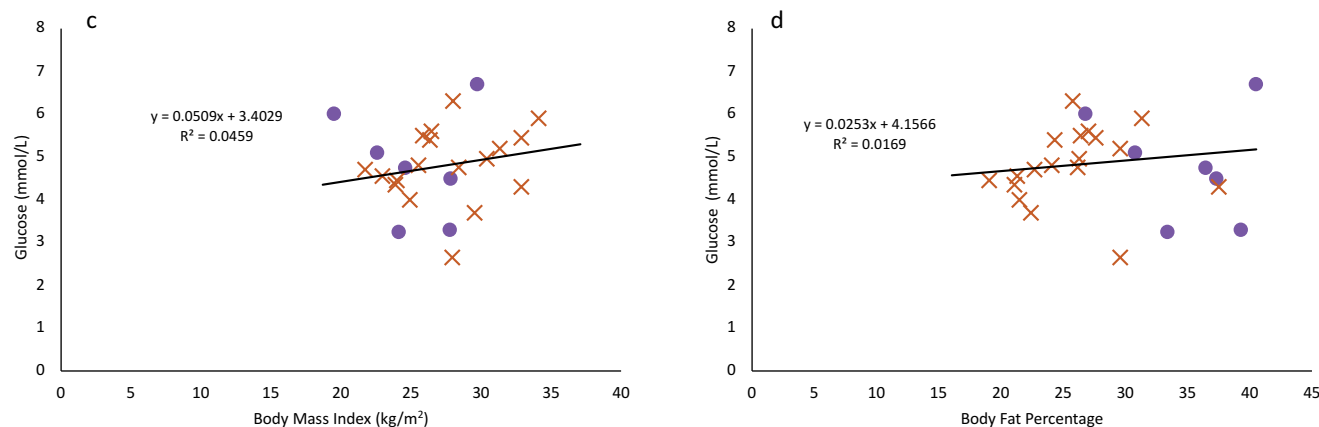 c
8
7
6
5
4
3
2
1
0
Glucose (mmol/L)
y = 0.0509x + 3.4029
R² = 0.0459
0 5 10 15 20 25 30 35 40
Body Mass Index (kg/m²)
d
8
7
6
5
4
3
2
1
0
Glucose (mmol/L)
y = 0.0253x + 4.1566
R² = 0.0169
0 5 10 15 20 25 30 35 40 45
Body Fat Percentage